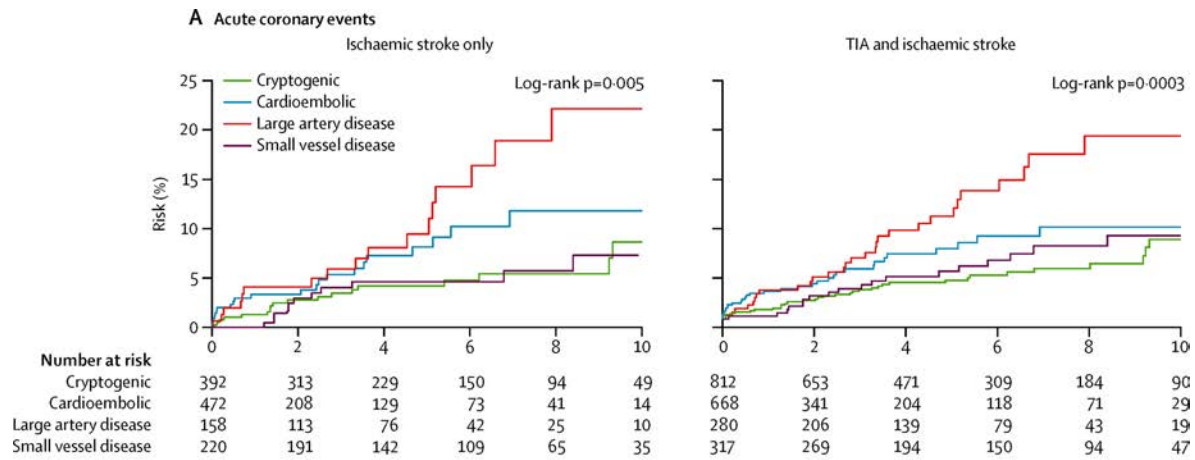 A Acute coronary events
Ischaemic stroke only
TIA and ischaemic stroke
25
20
15
10
5
0
Risk (%)
Cryptogenic
Cardioembolic
Large artery disease
Small vessel disease
Log-rank p=0·005
Log-rank p=0·0003
0 2 4 6 8 10
0 2 4 6 8 10
Number at risk
Cryptogenic 392 313 229 150 94 49 812 653 471 309 184 90
Cardioembolic 472 208 129 73 41 14 668 341 204 118 71 29
Large artery disease 158 113 76 42 25 10 280 206 139 79 43 19
Small vessel disease 220 191 142 109 65 35 317 269 194 150 94 47